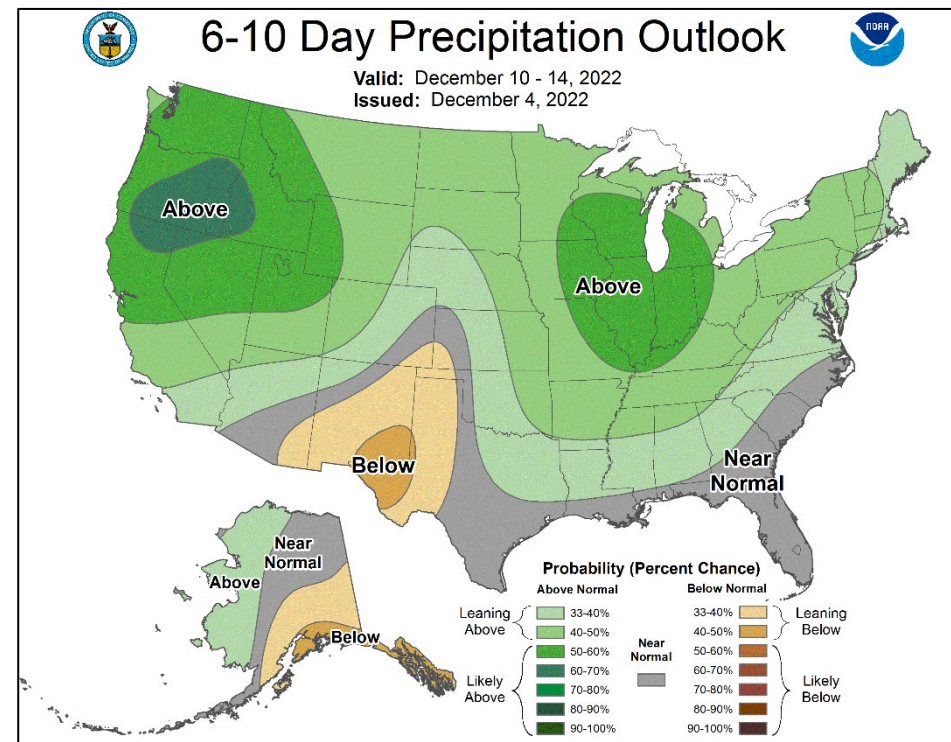 6-10 Day Precipitation Outlook
NOAA
Valid: December 10 - 14, 2022
Issued: December 4, 2022
Above
Above
Below
Near
Normal
Near
Normal
Above
Below
Probability (Percent Chance)
Above Normal
Below Normal
Leaning
Above
33-40%
40-50%
Likely
Above
50-60%
60-70%
70-80%
80-90%
90-100%
Near
Normal
33-40%
40-50%
Leaning
Below
50-60%
60-70%
70-80%
80-90%
90-100%
Likely
Below